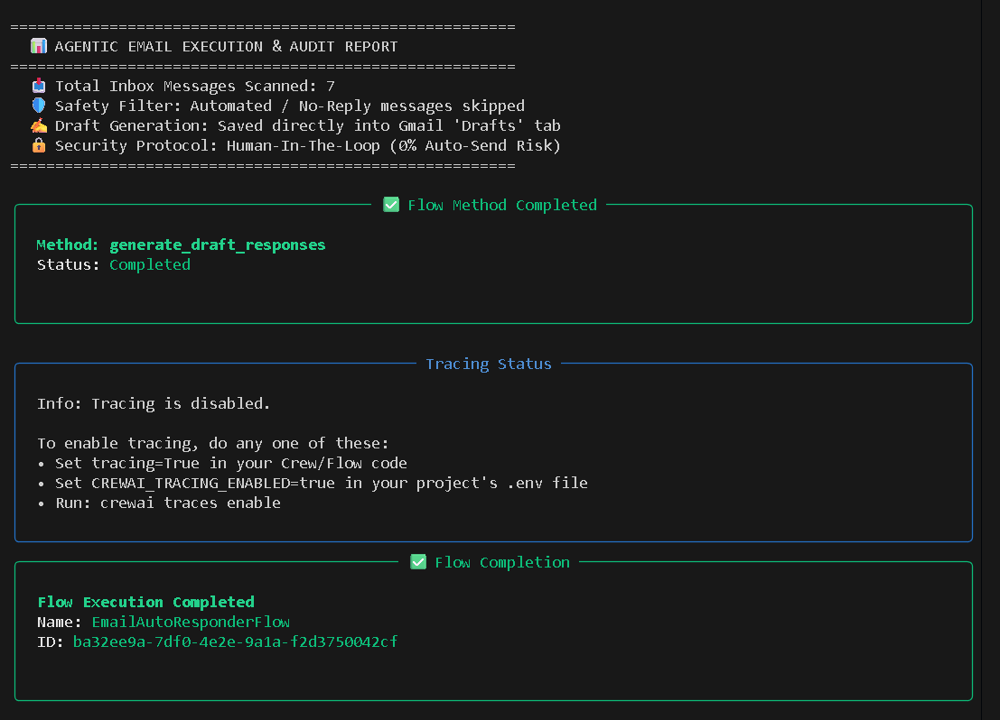 ========================================================
📊 AGENTIC EMAIL EXECUTION & AUDIT REPORT
========================================================
📩 Total Inbox Messages Scanned: 7
🛡️ Safety Filter: Automated / No-Reply messages skipped
✍️ Draft Generation: Saved directly into Gmail 'Drafts' tab
🔒 Security Protocol: Human-In-The-Loop (0% Auto-Send Risk)
========================================================
✅ Flow Method Completed
Method: generate_draft_responses
Status: Completed
Tracing Status
Info: Tracing is disabled.
To enable tracing, do any one of these:
• Set tracing=True in your Crew/Flow code
• Set CREWAI_TRACING_ENABLED=true in your project's .env file
• Run: crewai traces enable
✅ Flow Completion
Flow Execution Completed
Name: EmailAutoResponderFlow
ID: ba32ee9a-7df0-4e2e-9a1a-f2d3750042cf